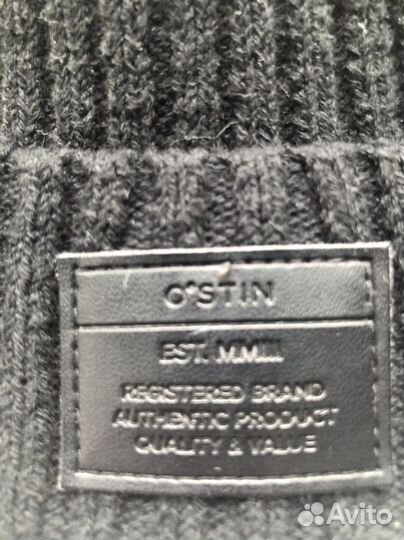 O'STIN
EST. MMIII
REGISTERED BRAND
AUTHENTIC PRODUCT
QUALITY & VALUE
Avito